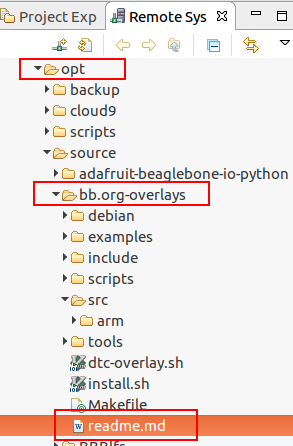 Project Exp
Remote Sys
opt
backup
cloud9
scripts
source
adafruit-beaglebone-io-python
bb.org-overlays
debian
examples
include
scripts
src
arm
tools
dtc-overlay.sh
install.sh
Makefile
readme.md